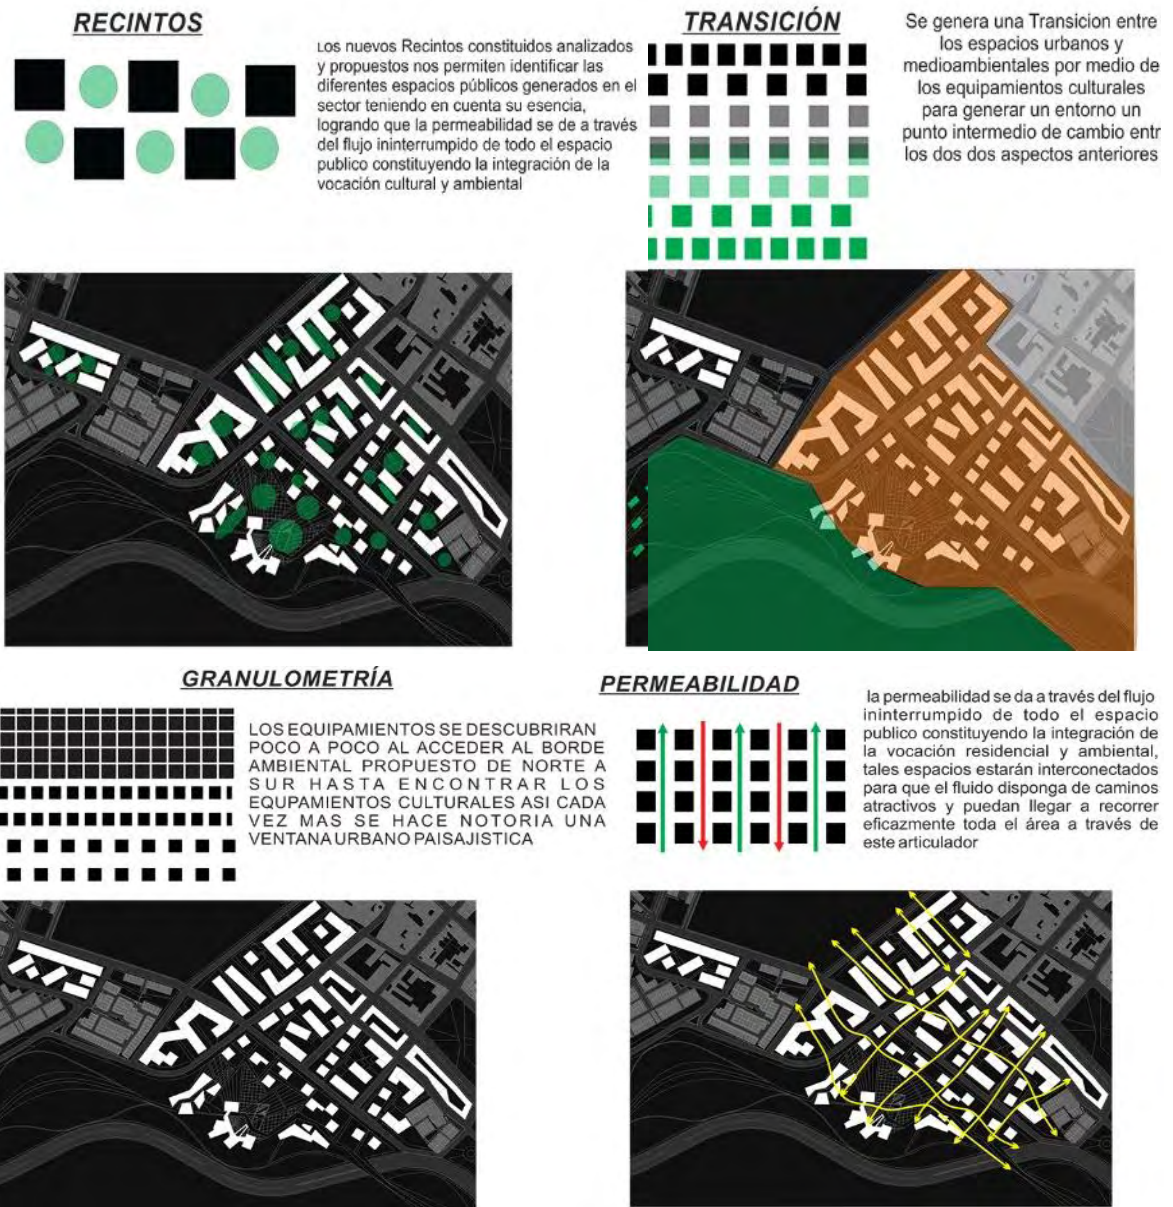 RECINTOS
Los nuevos Recintos constituidos analizados
y propuestos nos permiten identificar las
diferentes espacios públicos generados en el
sector teniendo en cuenta su esencia,
logrando que la permeabilidad se de a través
del flujo ininterrumpido de todo el espacio
publico constituyendo la integración de la
vocación cultural y ambiental
TRANSICIÓN
Se genera una Transicion entre
los espacios urbanos y
medioambientales por medio de
los equipamientos culturales
para generar un entorno un
punto intermedio de cambio entr
los dos dos aspectos anteriores
GRANULOMETRÍA
LOS EQUIPAMIENTOS SE DESCUBRIRAN
POCO A POCO AL ACCEDER AL BORDE
AMBIENTAL PROPUESTO DE NORTE A
SUR HASTA ENCONTRAR LOS
EQUPAMIENTOS CULTURALES ASI CADA
VEZ MAS SE HACE NOTORIA UNA
VENTANA URBANO PAISAJISTICA
PERMEABILIDAD
la permeabilidad se da a través del flujo
ininterrumpido de todo el espacio
publico constituyendo la integración de
la vocación residencial y ambiental,
tales espacios estarán interconectados
para que el fluido disponga de caminos
atractivos y puedan llegar a recorrer
eficazmente toda el área a través de
este articulador